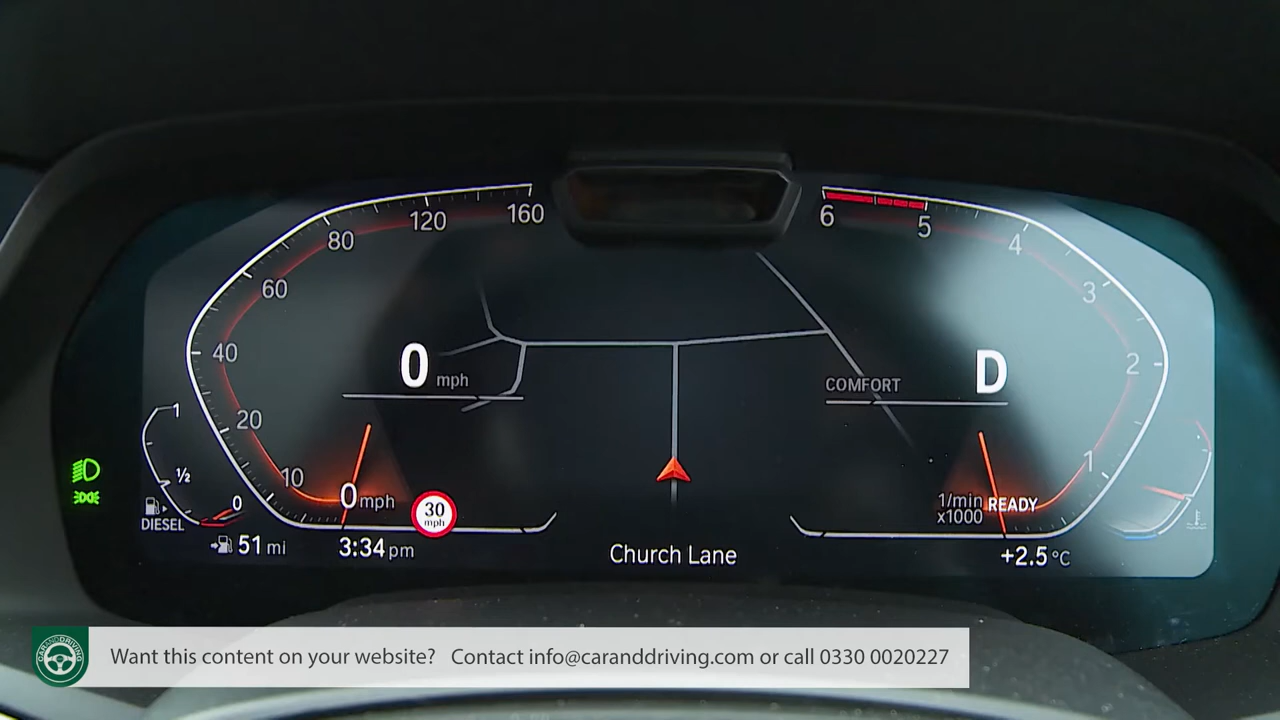 160
120
80
60
40
20
10
0 mph
6
5
4
3
2
1
COMFORT
D
1
1/2
0
DIESEL
0 mph
30
mph
1/min
x1000
READY
51 mi
3:34 pm
Church Lane
+2.5 °C
CARANDDRIVING
Want this content on your website? Contact info@caranddriving.com or call 0330 0020227